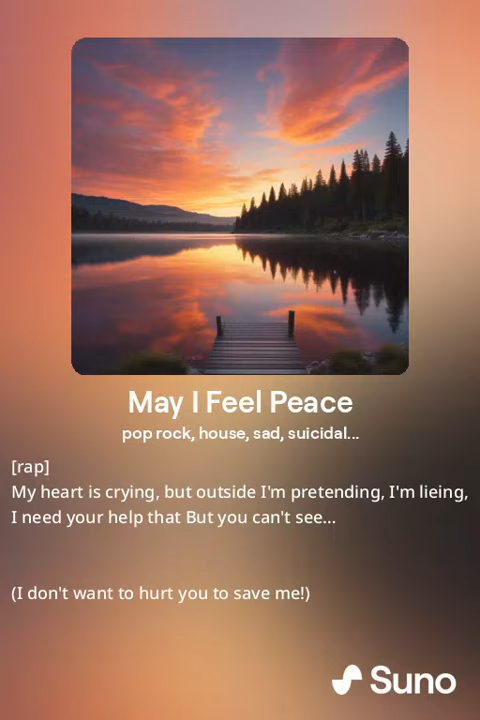 May I Feel Peace
pop rock, house, sad, suicidal...
[rap]
My heart is crying, but outside I'm pretending, I'm lieing,
I need your help that But you can't see...
(I don't want to hurt you to save me!)
Suno